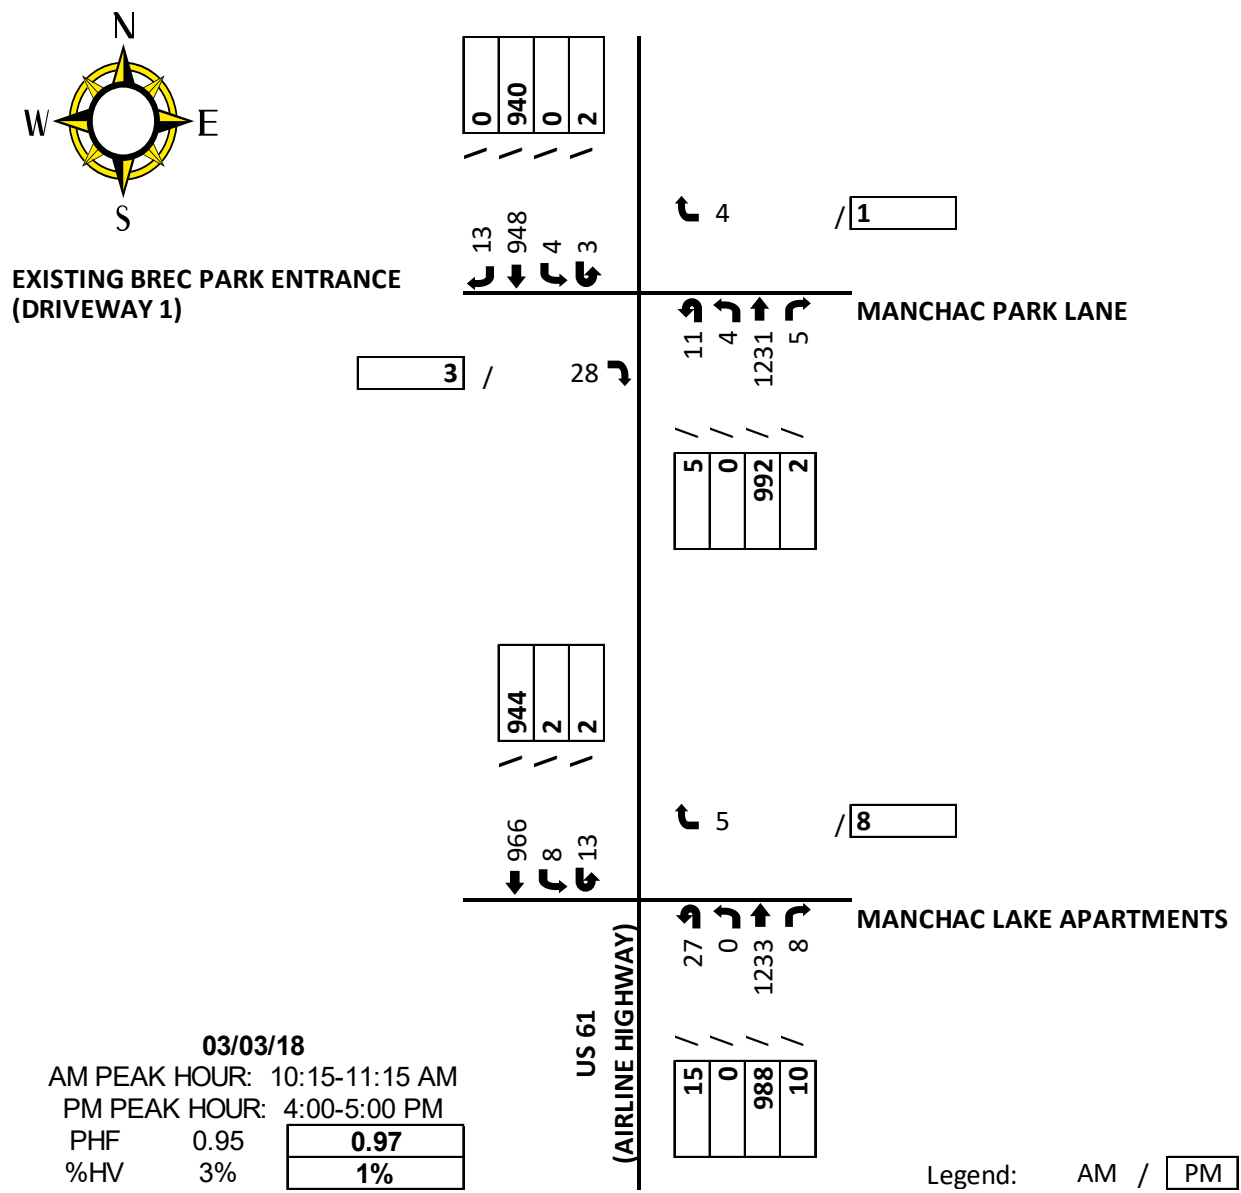 N
W E
S
0 940 0 2
/ / / /
13 948 4 3
4 / 1
EXISTING BREC PARK ENTRANCE
(DRIVEWAY 1)
MANCHAC PARK LANE
11 4 1231 5
3 / 28
/ / / /
5 0 992 2
944 2 2
/ / /
966 8 13
5 / 8
MANCHAC LAKE APARTMENTS
27 0 1233 8
/ / / /
15 0 988 10
US 61
(AIRLINE HIGHWAY)
03/03/18
AM PEAK HOUR: 10:15-11:15 AM
PM PEAK HOUR: 4:00-5:00 PM
PHF 0.95 0.97
%HV 3% 1%
Legend: AM / PM